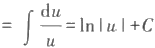 = ∫ du/u = ln | u | + C